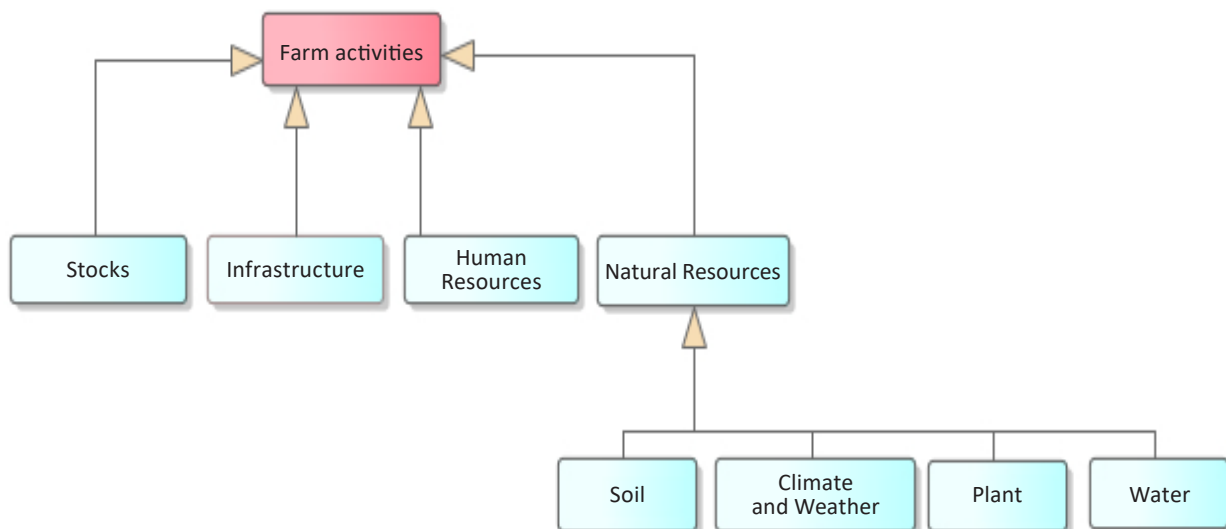 Farm activities
Stocks
Infrastructure
Human
Resources
Natural Resources
Soil
Climate
and Weather
Plant
Water